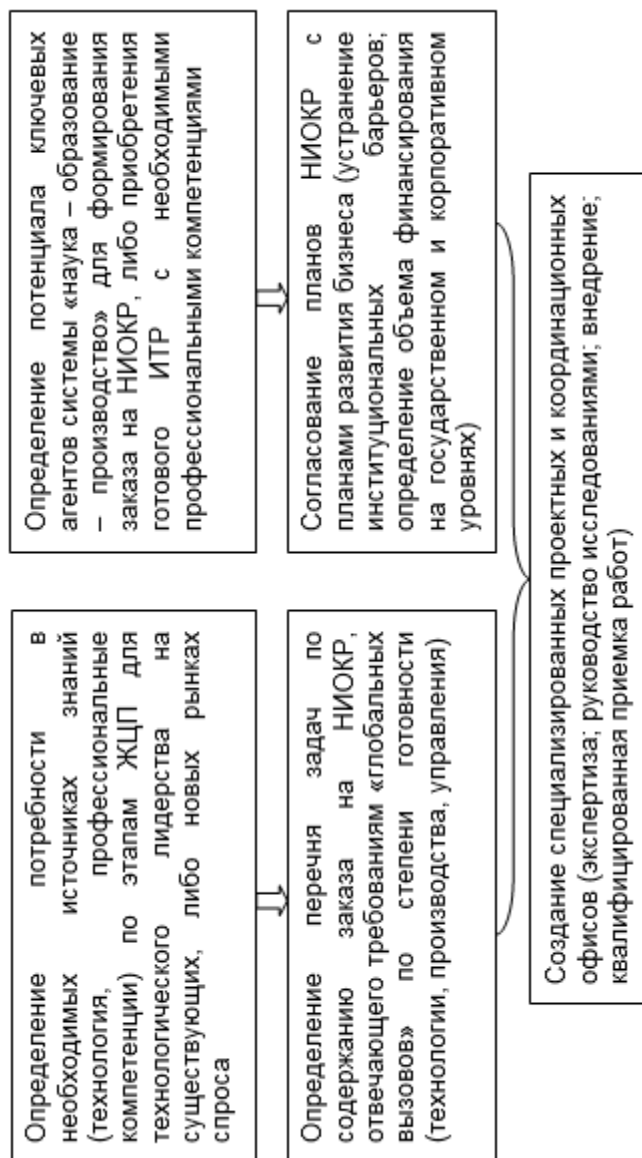 Определение потребности в
необходимых источниках знаний
(технология, профессиональные
компетенции) по этапам ЖЦП для
технологического лидерства на
существующих, либо новых рынках
спроса
Определение потенциала ключевых
агентов системы «наука – образование
– производство» для формирования
заказа на НИОКР, либо приобретения
готового ИТР с необходимыми
профессиональными компетенциями
Определение перечня задач по
содержанию заказа на НИОКР,
отвечающего требованиям «глобальных
вызовов» по степени готовности
(технологии, производства, управления)
Согласование планов НИОКР с
планами развития бизнеса (устранение
институциональных барьеров;
определение объема финансирования
на государственном и корпоративном
уровнях)
Создание специализированных проектных и координационных
офисов (экспертиза; руководство исследованиями; внедрение;
квалифицированная приемка работ)